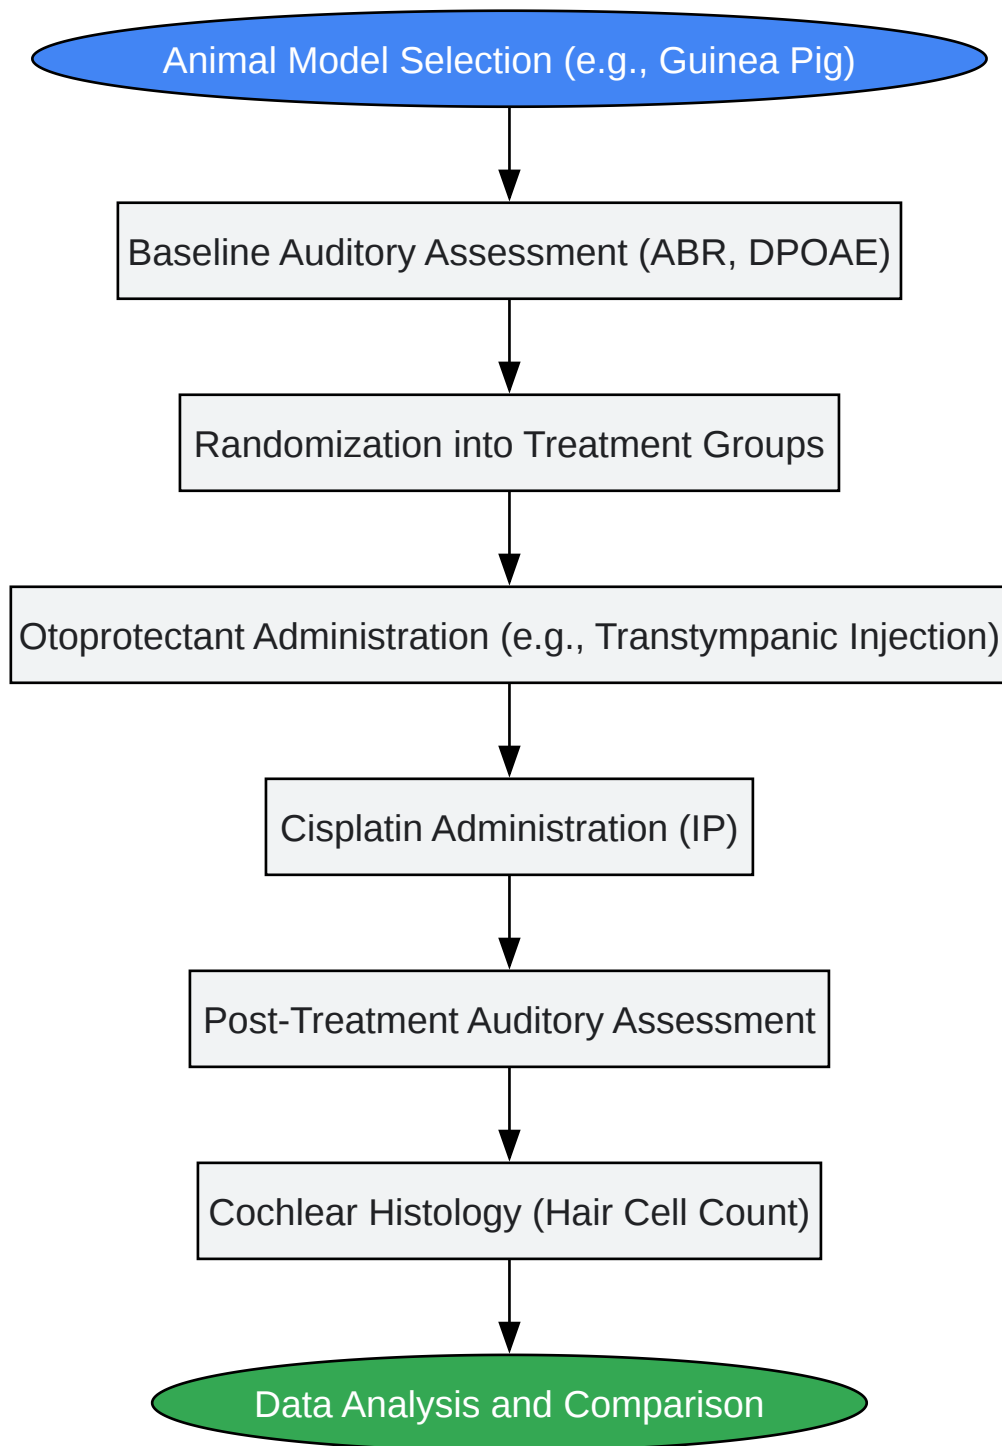 Animal Model Selection (e.g., Guinea Pig)
Baseline Auditory Assessment (ABR, DPOAE)
Randomization into Treatment Groups
Otoprotectant Administration (e.g., Transtympanic Injection)
Cisplatin Administration (IP)
Post-Treatment Auditory Assessment
Cochlear Histology (Hair Cell Count)
Data Analysis and Comparison